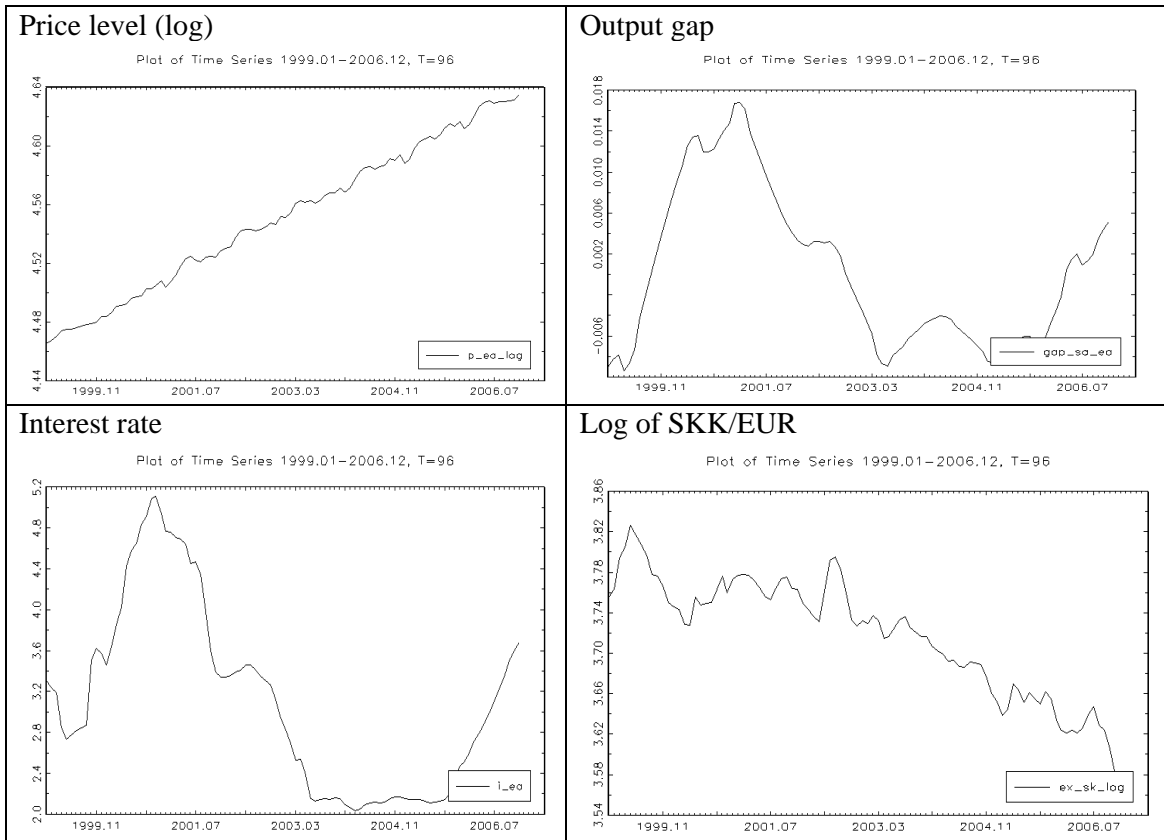 Price level (log)
Plot of Time Series 1999.01−2006.12, T=96
4.64
4.60
4.56
4.52
4.48
4.44
p_ea_log
1999.11 2001.07 2003.03 2004.11 2006.07
Output gap
Plot of Time Series 1999.01−2006.12, T=96
0.018
0.014
0.010
0.006
0.002
−0.006
gap_sa_ea
1999.11 2001.07 2003.03 2004.11 2006.07
Interest rate
Plot of Time Series 1999.01−2006.12, T=96
5.2
4.8
4.4
4.0
3.6
3.2
2.8
2.4
2.0
i_ea
1999.11 2001.07 2003.03 2004.11 2006.07
Log of SKK/EUR
Plot of Time Series 1999.01−2006.12, T=96
3.86
3.82
3.78
3.74
3.70
3.66
3.62
3.58
3.54
ex_sk_log
1999.11 2001.07 2003.03 2004.11 2006.07